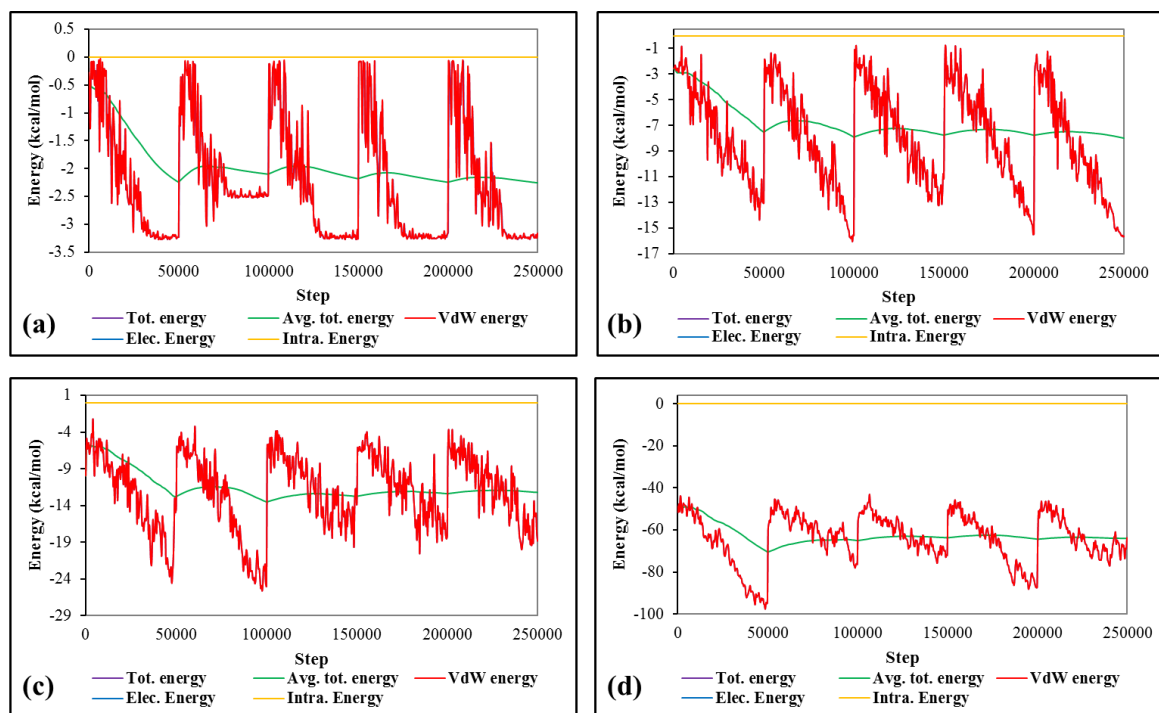 0.5
0
-0.5
-1
-1.5
-2
-2.5
-3
-3.5
Energy (kcal/mol)
0 50000 100000 150000 200000 250000
Step
(a)
Tot. energy Avg. tot. energy VdW energy
Elec. Energy Intra. Energy
-1
-3
-5
-7
-9
-11
-13
-15
-17
Energy (kcal/mol)
0 50000 100000 150000 200000 250000
Step
(b)
Tot. energy Avg. tot. energy VdW energy
Elec. Energy Intra. Energy
1
-4
-9
-14
-19
-24
-29
Energy (kcal/mol)
0 50000 100000 150000 200000 250000
Step
(c)
Tot. energy Avg. tot. energy VdW energy
Elec. Energy Intra. Energy
0
-20
-40
-60
-80
-100
Energy (kcal/mol)
0 50000 100000 150000 200000 250000
Step
(d)
Tot. energy Avg. tot. energy VdW energy
Elec. Energy Intra. Energy